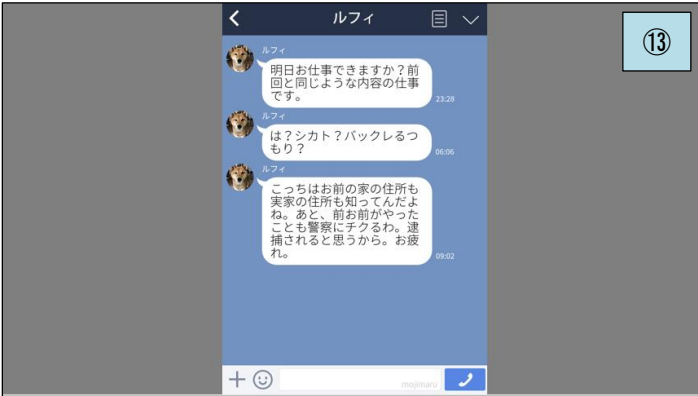 ルフィ
⑬
ルフィ
明日お仕事できますか？前
回と同じような内容の仕事
です。
23:28
ルフィ
は？シカト？バックレるつ
もり？
06:06
ルフィ
こっちはお前の家の住所も
実家の住所も知ってんだよ
ね。あと、前お前がやった
ことも警察にチクるわ。逮
捕されると思うから。お疲
れ。
09:02
mojimaru